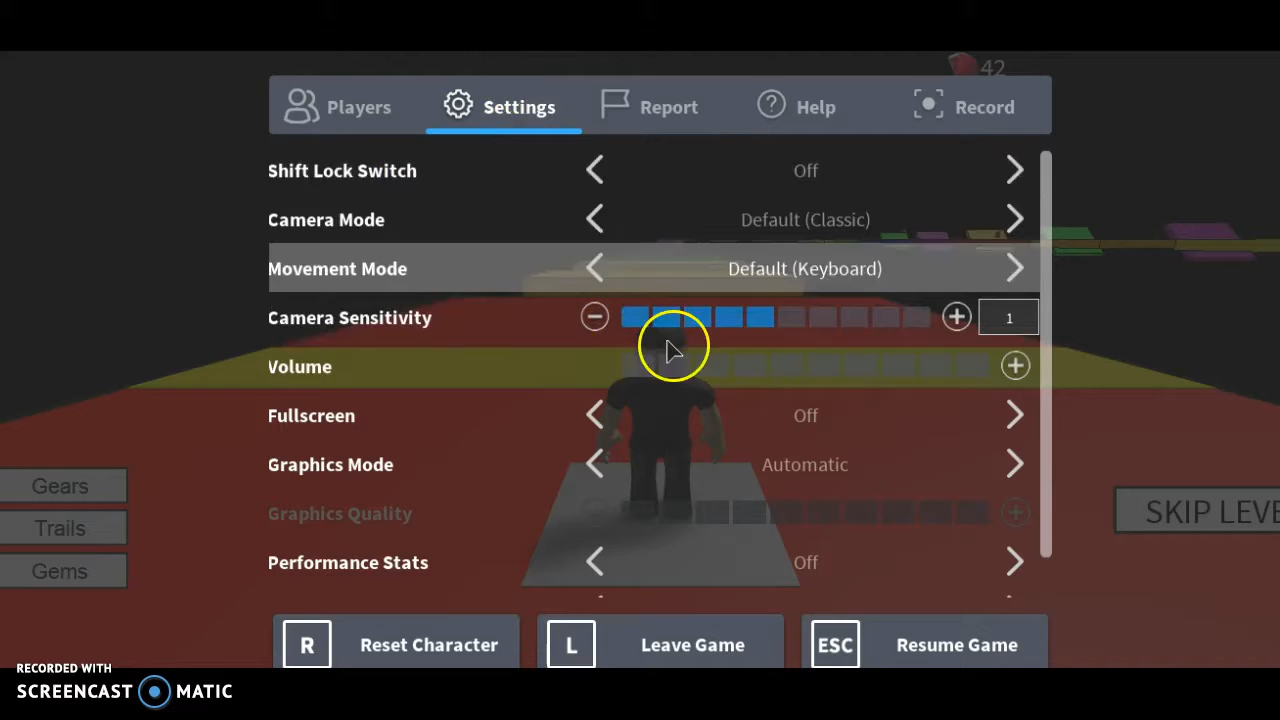 42
Players Settings Report Help Record
Shift Lock Switch Off
Camera Mode Default (Classic)
Movement Mode Default (Keyboard)
Camera Sensitivity 1
Volume
Fullscreen Off
Graphics Mode Automatic
Gears
SKIP LEVE
Graphics Quality
Trails
Performance Stats Off
Gems
R Reset Character L Leave Game ESC Resume Game
RECORDED WITH
SCREENCAST MATIC